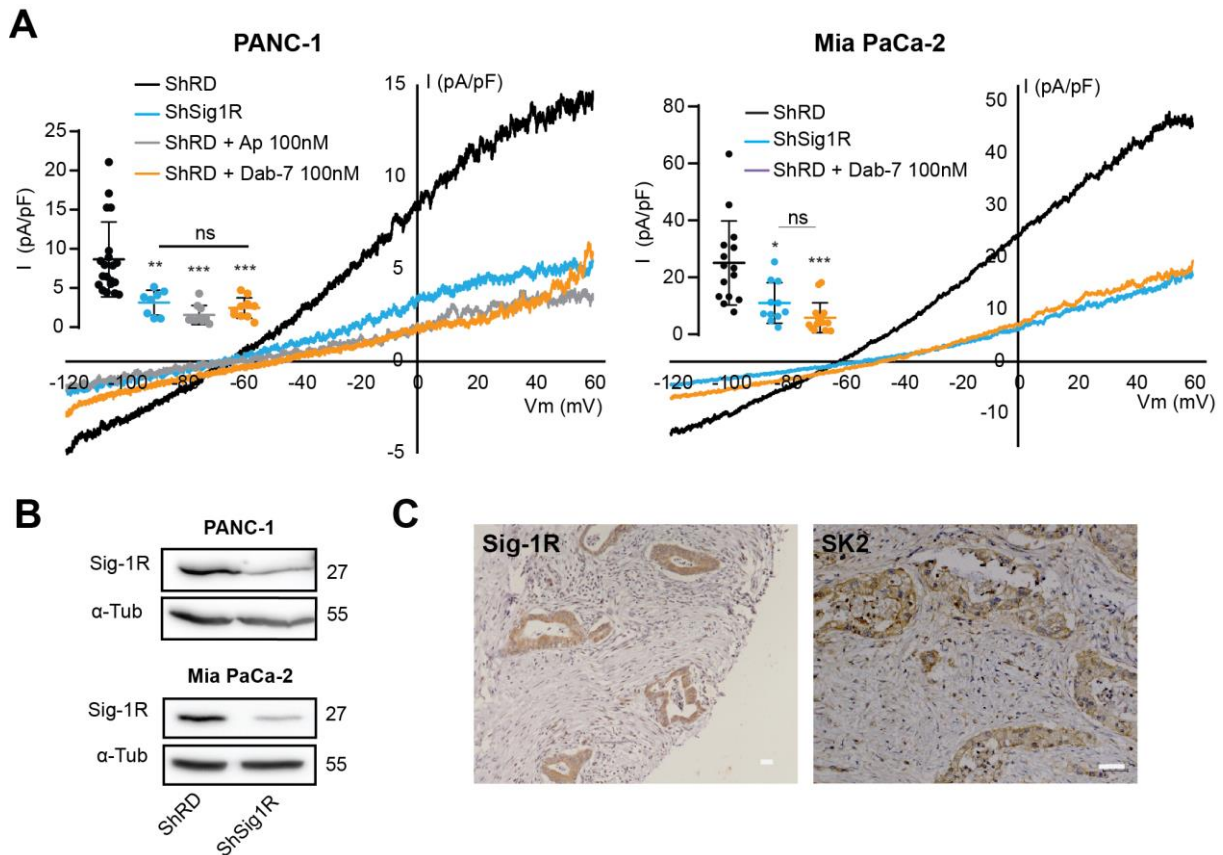 A
PANC-1
Mia PaCa-2
ShRD
ShSig1R
ShRD + Ap 100nM
ShRD + Dab-7 100nM
I (pA/pF)
25
20
15
10
5
0
ns
** *** ***
I (pA/pF)
15
10
5
0
-5
-120 -100 -80 -60 -40 -20 0 20 40 60
Vm (mV)
ShRD
ShSig1R
ShRD + Dab-7 100nM
I (pA/pF)
80
60
40
20
0
ns
* ***
I (pA/pF)
50
40
30
20
10
0
-10
-120 -100 -80 -60 -40 -20 0 20 40 60
Vm (mV)
B
PANC-1
Sig-1R 27
α-Tub 55
Mia PaCa-2
Sig-1R 27
α-Tub 55
ShRD ShSig1R
C
Sig-1R
SK2